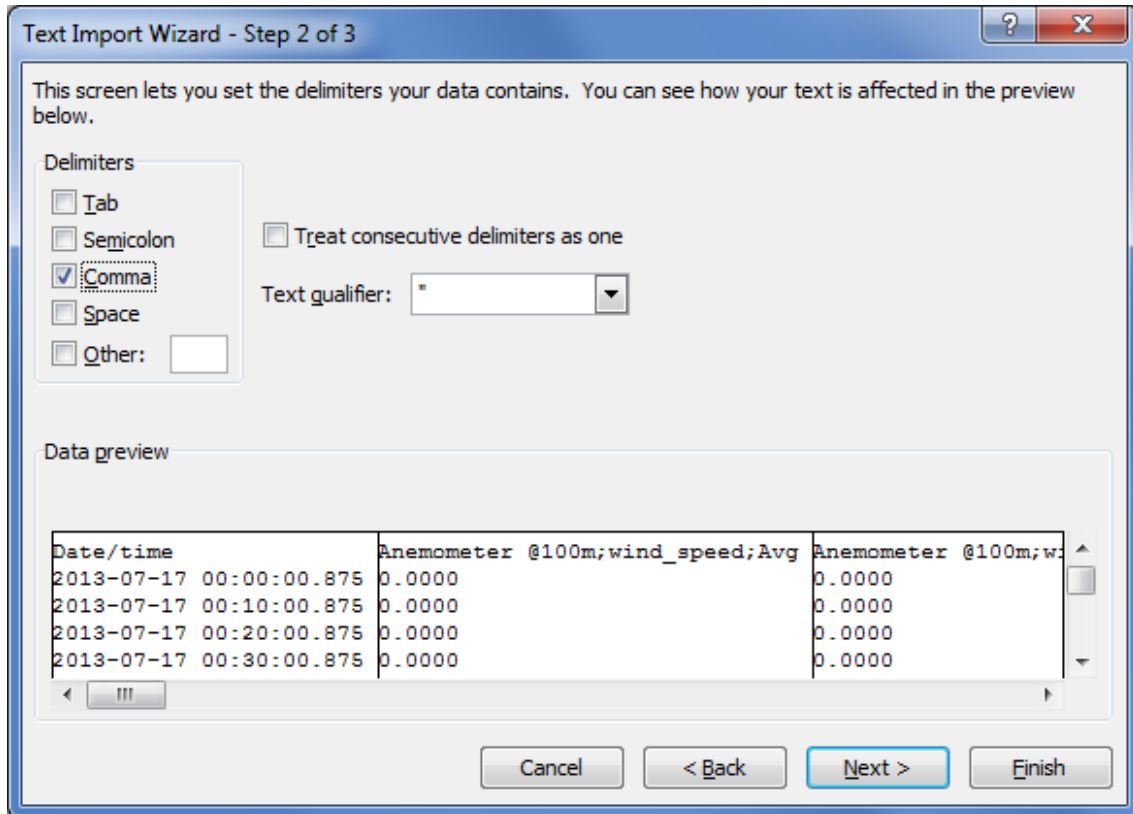 Text Import Wizard - Step 2 of 3
This screen lets you set the delimiters your data contains.  You can see how your text is affected in the preview
below.
Delimiters
Tab
Semicolon
Comma
Space
Other:
Treat consecutive delimiters as one
Text qualifier: "
Data preview
Date/time Anemometer @100m;wind_speed;Avg Anemometer @100m;wi
2013-07-17 00:00:00.875 0.0000 0.0000
2013-07-17 00:10:00.875 0.0000 0.0000
2013-07-17 00:20:00.875 0.0000 0.0000
2013-07-17 00:30:00.875 0.0000 0.0000
Cancel < Back Next > Finish